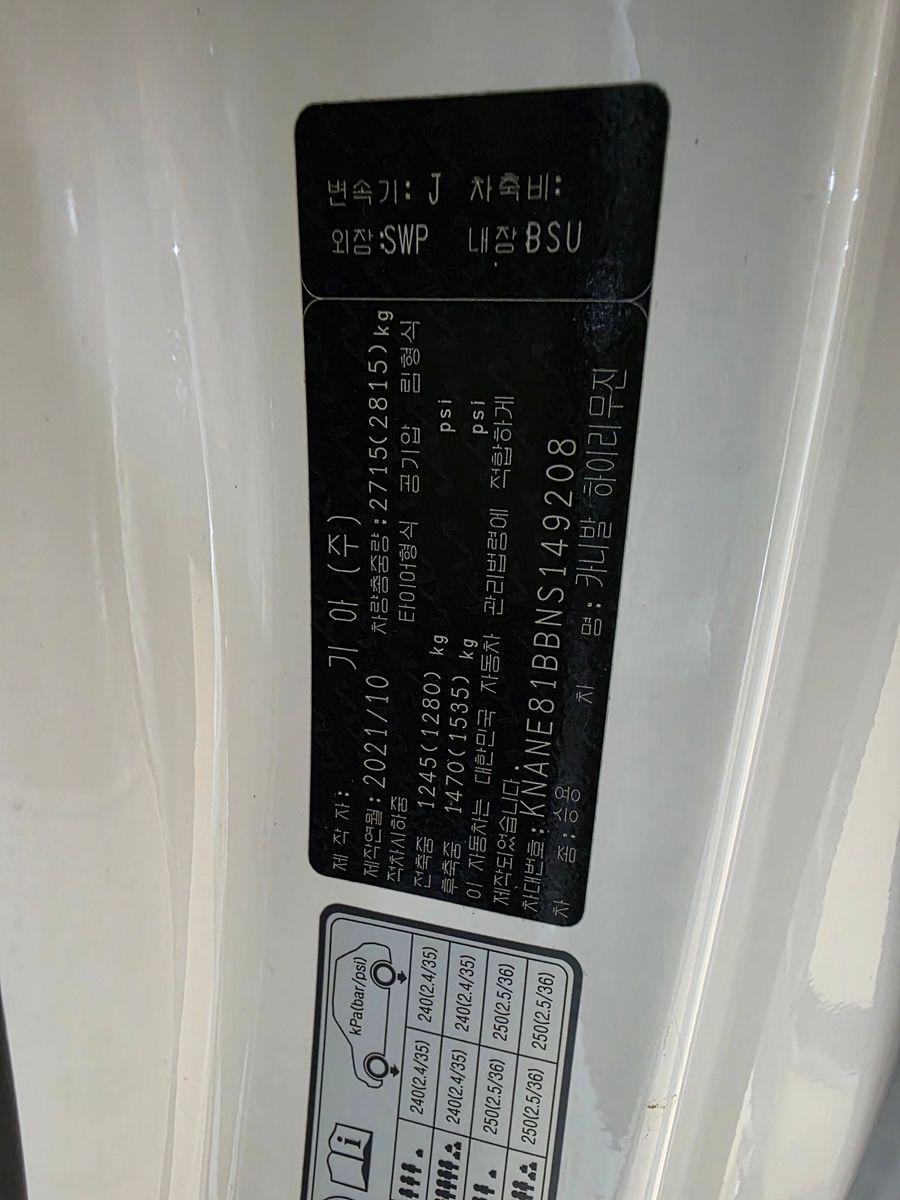 변속기: J 차축비:
외장:SWP 내장:BSU
제 작 자: 기 아 (주)
제작연월:2021/10 차량총중량:2715(2815)kg
적차시하중 타이어형식 공기압 림형식
전축중 1245(1280) kg psi
후축중 1470(1535) kg psi
이 자동차는 대한민국 자동차 관리법령에 적합하게
제작되었습니다.
차대번호:KNANE81BBNS149208
차 종:승용 차 명:카니발 하이리무진
kPa(bar/psi)
240(2.4/35) 240(2.4/35)
240(2.4/35) 240(2.4/35)
250(2.5/36) 250(2.5/36)
250(2.5/36) 250(2.5/36)